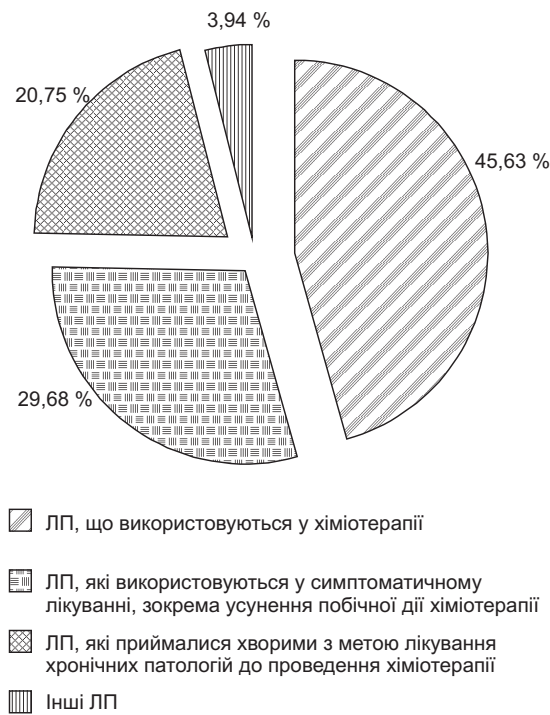 3,94 %
20,75 %
45,63 %
29,68 %
ЛП, що використовуються у хіміотерапії
ЛП, які використовуються у симптоматичному
лікуванні, зокрема усунення побічної дії хіміотерапії
ЛП, які приймалися хворими з метою лікування
хронічних патологій до проведення хіміотерапії
Інші ЛП